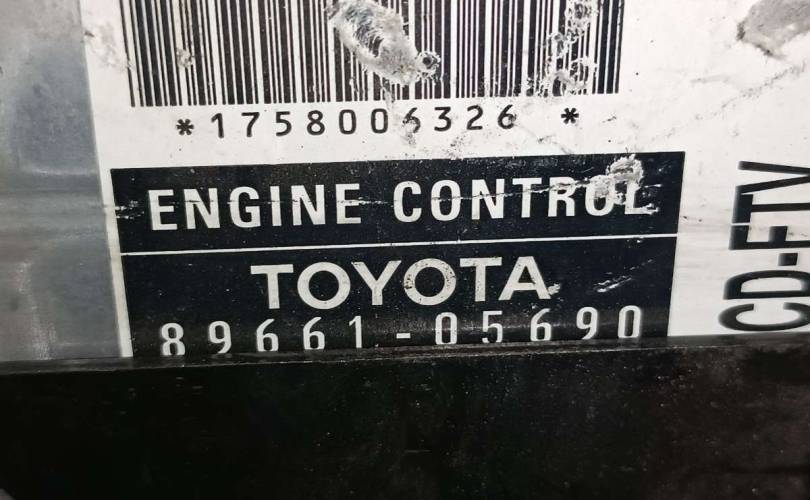 *1758006326 *
ENGINE CONTROL
TOYOTA
89661-05690
CD-FTV